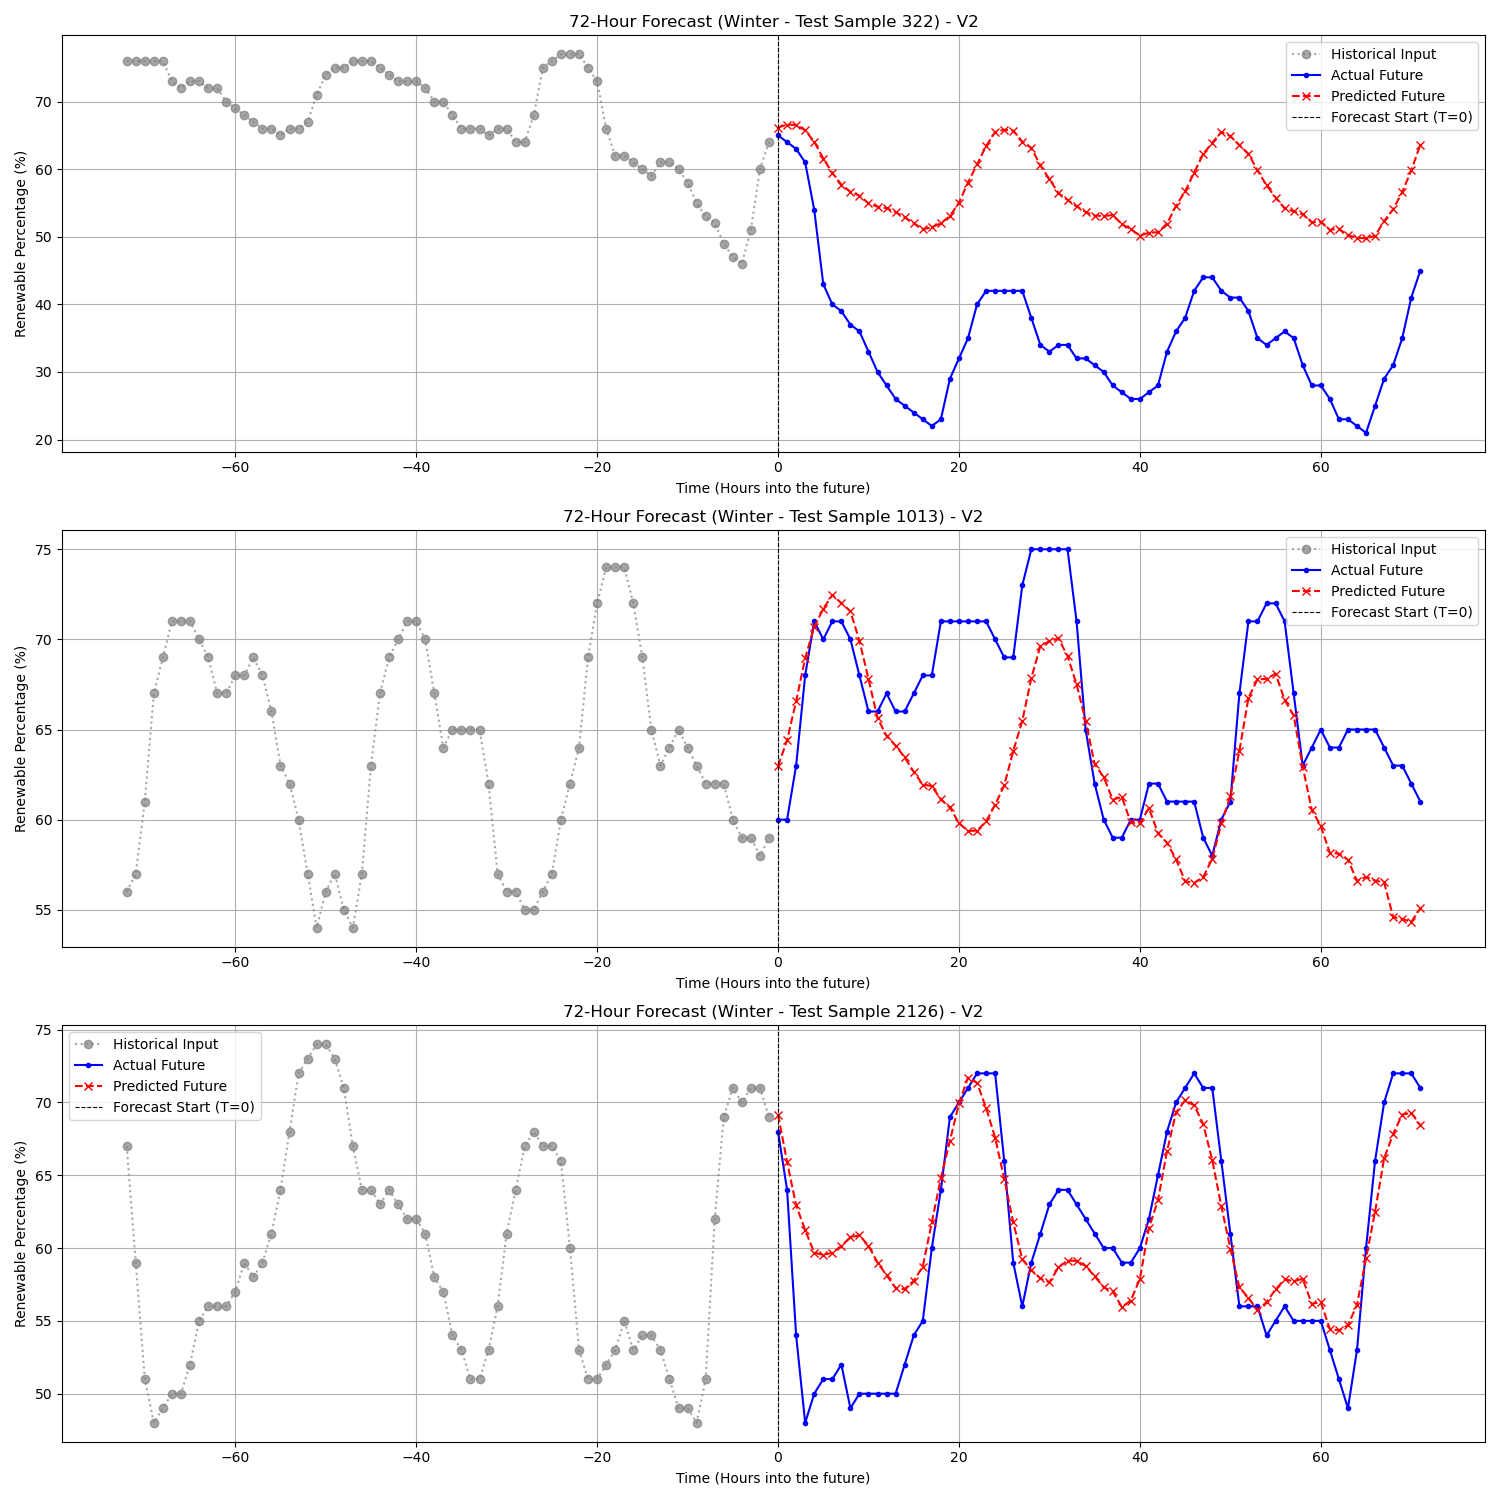 72-Hour Forecast (Winter - Test Sample 322) - V2
Renewable Percentage (%)
70
60
50
40
30
20
Historical Input
Actual Future
Predicted Future
Forecast Start (T=0)
−60
−40
−20
0
20
40
60
Time (Hours into the future)
72-Hour Forecast (Winter - Test Sample 1013) - V2
Renewable Percentage (%)
75
70
65
60
55
Historical Input
Actual Future
Predicted Future
Forecast Start (T=0)
−60
−40
−20
0
20
40
60
Time (Hours into the future)
72-Hour Forecast (Winter - Test Sample 2126) - V2
Renewable Percentage (%)
75
70
65
60
55
50
Historical Input
Actual Future
Predicted Future
Forecast Start (T=0)
−60
−40
−20
0
20
40
60
Time (Hours into the future)